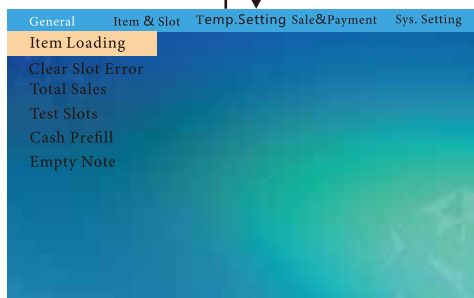 General Item & Slot Temp.Setting Sale&Payment Sys. Setting
Item Loading
Clear Slot Error
Total Sales
Test Slots
Cash Prefill
Empty Note